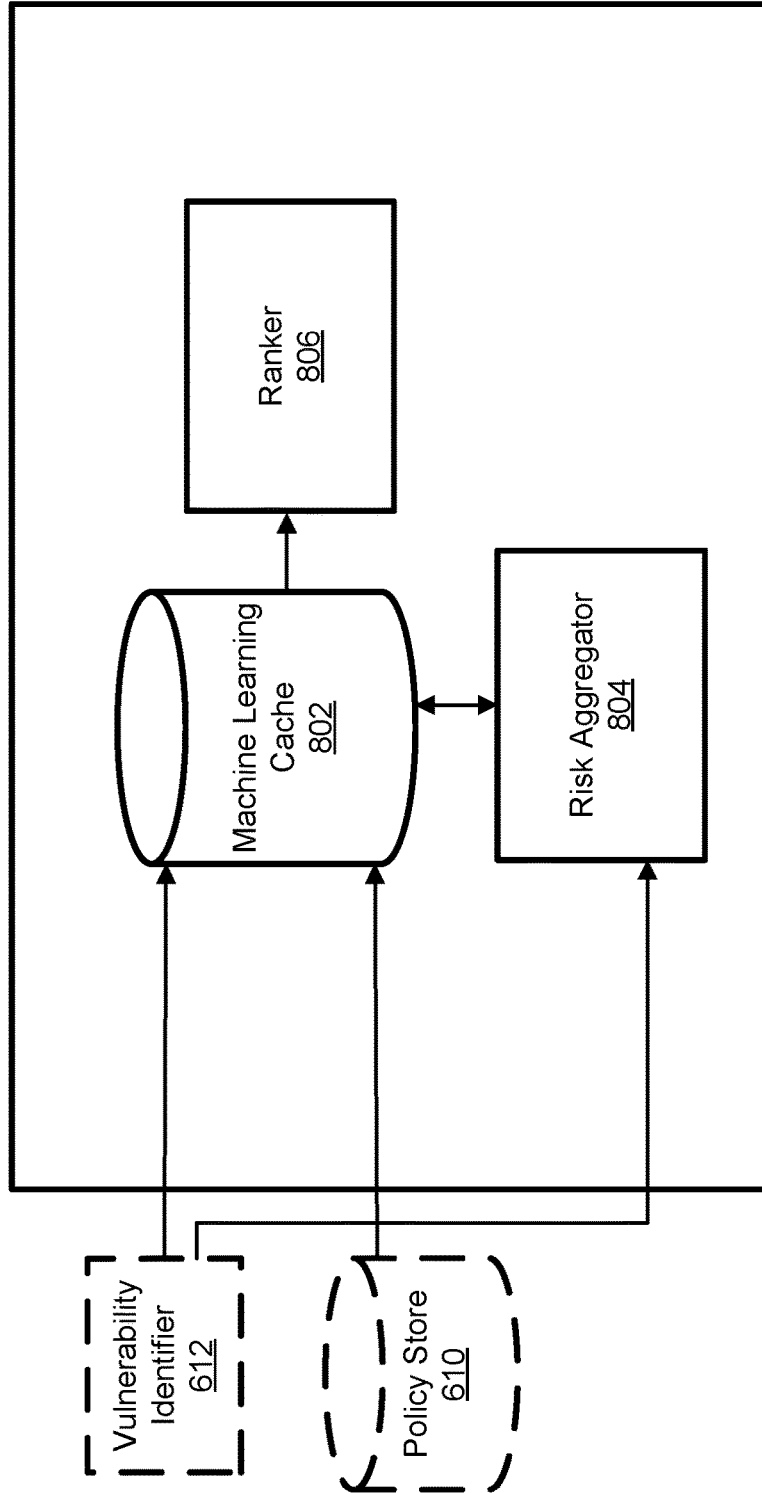 Vulnerability
Identifier
612
Policy Store
610
Machine Learning
Cache
802
Ranker
806
Risk Aggregator
804